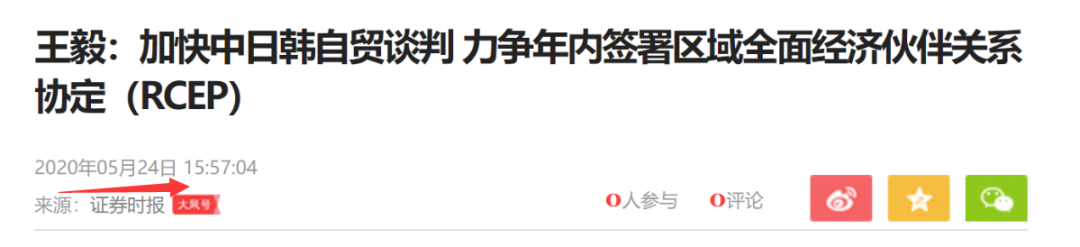 王毅：加快中日韩自贸谈判 力争年内签署区域全面经济伙伴关系
协定（RCEP）
2020年05月24日 15:57:04
来源：证券时报 大风号
0人参与 0评论